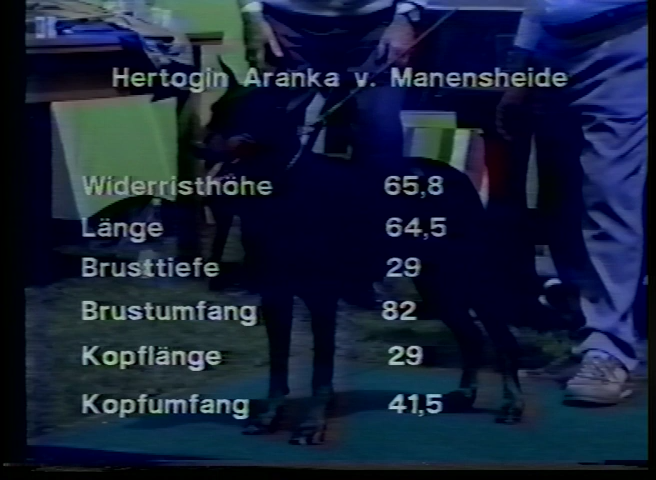 Hertogin Aranka v. Manensheide
Widerristhöhe 65,8
Länge 64,5
Brusttiefe 29
Brustumfang 82
Kopflänge 29
Kopfumfang 41,5